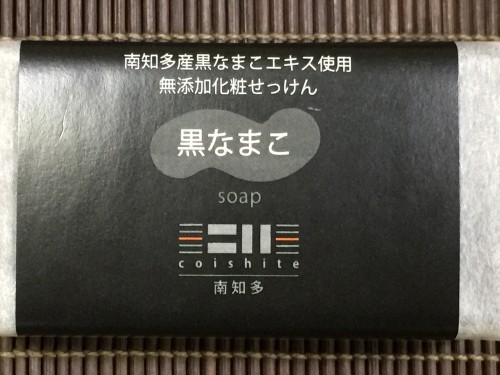 南知多産黒なまこエキス使用
無添加化粧せっけん
黒なまこ
soap
coishite
南知多